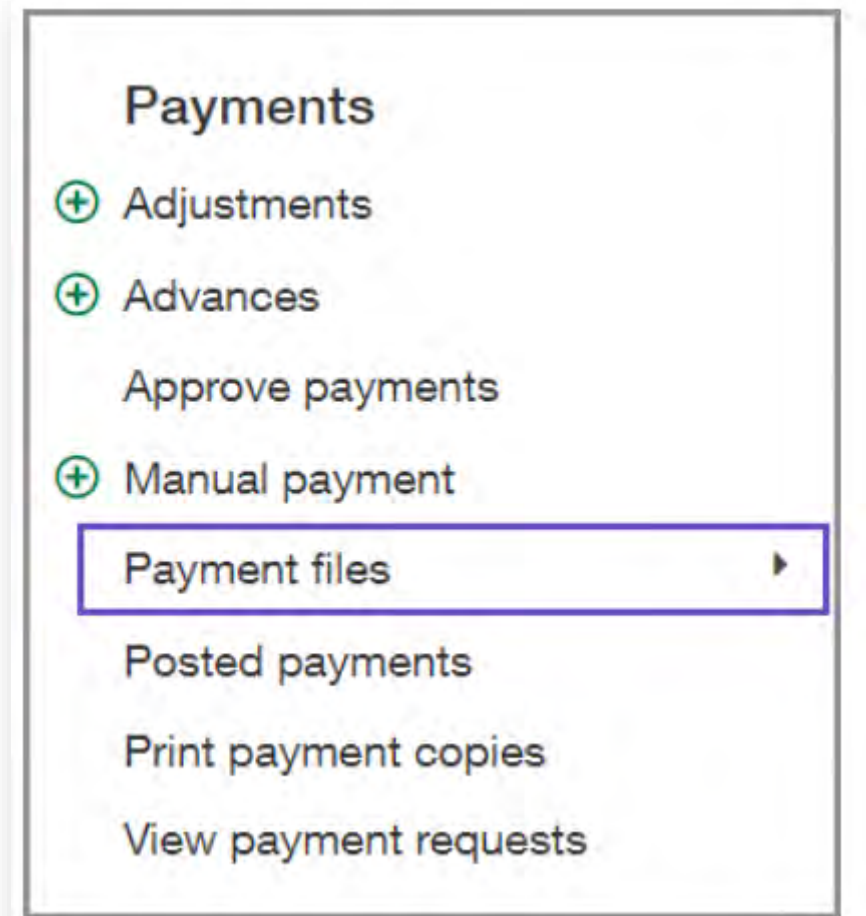 Payments
Adjustments
Advances
Approve payments
Manual payment
Payment files
Posted payments
Print payment copies
View payment requests